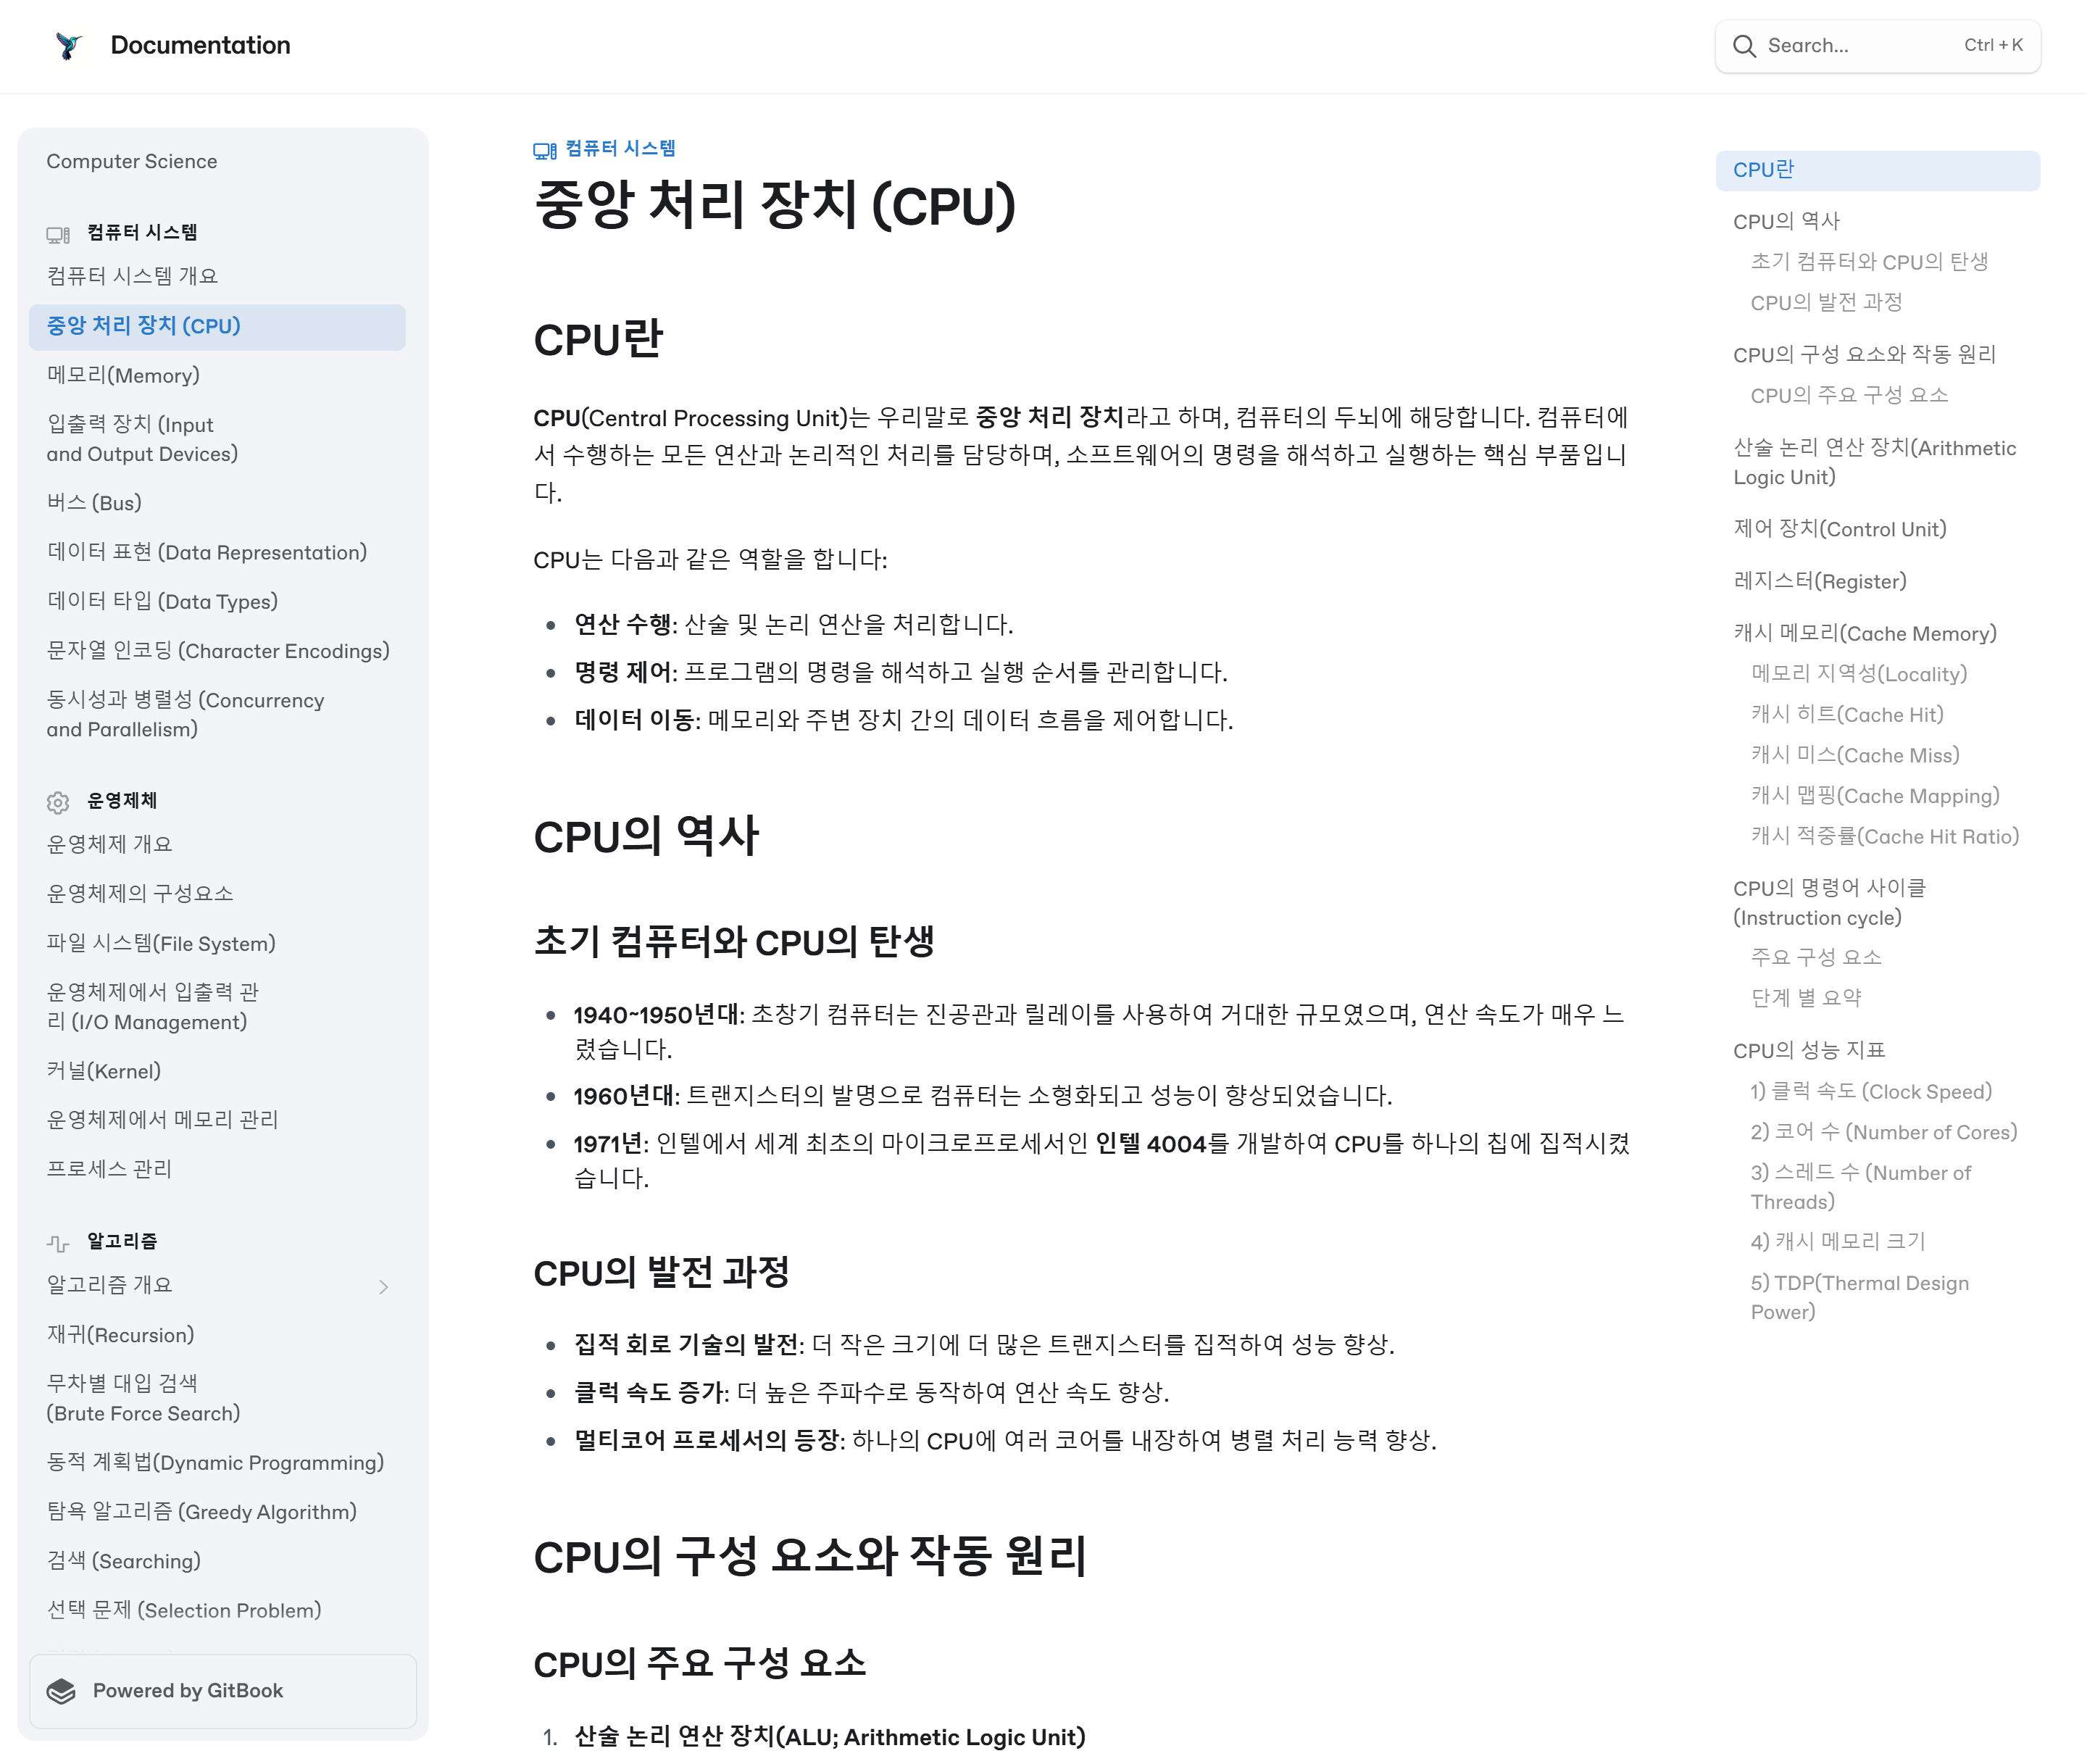 Documentation
Search...
Ctrl + K
Computer Science
컴퓨터 시스템
컴퓨터 시스템 개요
중앙 처리 장치 (CPU)
메모리(Memory)
입출력 장치 (Input
and Output Devices)
버스 (Bus)
데이터 표현 (Data Representation)
데이터 타입 (Data Types)
문자열 인코딩 (Character Encodings)
동시성과 병렬성 (Concurrency
and Parallelism)
운영제체
운영체제 개요
운영체제의 구성요소
파일 시스템(File System)
운영체제에서 입출력 관
리 (I/O Management)
커널(Kernel)
운영체제에서 메모리 관리
프로세스 관리
알고리즘
알고리즘 개요
재귀(Recursion)
무차별 대입 검색
(Brute Force Search)
동적 계획법(Dynamic Programming)
탐욕 알고리즘 (Greedy Algorithm)
검색 (Searching)
선택 문제 (Selection Problem)
Powered by GitBook
컴퓨터 시스템
중앙 처리 장치 (CPU)
CPU란
CPU(Central Processing Unit)는 우리말로 중앙 처리 장치라고 하며, 컴퓨터의 두뇌에 해당합니다. 컴퓨터에
서 수행하는 모든 연산과 논리적인 처리를 담당하며, 소프트웨어의 명령을 해석하고 실행하는 핵심 부품입니
다.
CPU는 다음과 같은 역할을 합니다:
연산 수행: 산술 및 논리 연산을 처리합니다.
명령 제어: 프로그램의 명령을 해석하고 실행 순서를 관리합니다.
데이터 이동: 메모리와 주변 장치 간의 데이터 흐름을 제어합니다.
CPU의 역사
초기 컴퓨터와 CPU의 탄생
1940~1950년대: 초창기 컴퓨터는 진공관과 릴레이를 사용하여 거대한 규모였으며, 연산 속도가 매우 느
렸습니다.
1960년대: 트랜지스터의 발명으로 컴퓨터는 소형화되고 성능이 향상되었습니다.
1971년: 인텔에서 세계 최초의 마이크로프로세서인 인텔 4004를 개발하여 CPU를 하나의 칩에 집적시켰
습니다.
CPU의 발전 과정
집적 회로 기술의 발전: 더 작은 크기에 더 많은 트랜지스터를 집적하여 성능 향상.
클럭 속도 증가: 더 높은 주파수로 동작하여 연산 속도 향상.
멀티코어 프로세서의 등장: 하나의 CPU에 여러 코어를 내장하여 병렬 처리 능력 향상.
CPU의 구성 요소와 작동 원리
CPU의 주요 구성 요소
1. 산술 논리 연산 장치(ALU; Arithmetic Logic Unit)
CPU란
CPU의 역사
초기 컴퓨터와 CPU의 탄생
CPU의 발전 과정
CPU의 구성 요소와 작동 원리
CPU의 주요 구성 요소
산술 논리 연산 장치(Arithmetic
Logic Unit)
제어 장치(Control Unit)
레지스터(Register)
캐시 메모리(Cache Memory)
메모리 지역성(Locality)
캐시 히트(Cache Hit)
캐시 미스(Cache Miss)
캐시 맵핑(Cache Mapping)
캐시 적중률(Cache Hit Ratio)
CPU의 명령어 사이클
(Instruction cycle)
주요 구성 요소
단계 별 요약
CPU의 성능 지표
1) 클럭 속도 (Clock Speed)
2) 코어 수 (Number of Cores)
3) 스레드 수 (Number of
Threads)
4) 캐시 메모리 크기
5) TDP(Thermal Design
Power)